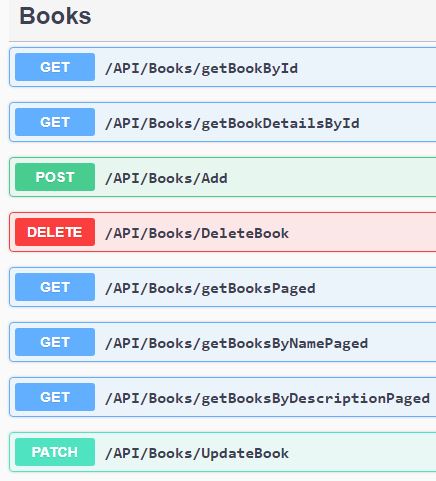 Books
GET /API/Books/getBookById
GET /API/Books/getBookDetailsById
POST /API/Books/Add
DELETE /API/Books/DeleteBook
GET /API/Books/getBooksPaged
GET /API/Books/getBooksByNamePaged
GET /API/Books/getBooksByDescriptionPaged
PATCH /API/Books/UpdateBook